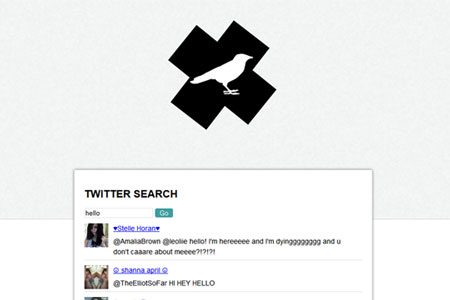 TWITTER SEARCH
hello Go
♥Stelle Horan♥
@AmaliaBrown @leoliie hello! I'm hereeeee and I'm dyingggggggg and u
don't caaare about meeee?!?!?!
☮ shanna april ☮
@TheElliotSoFar HI HEY HELLO